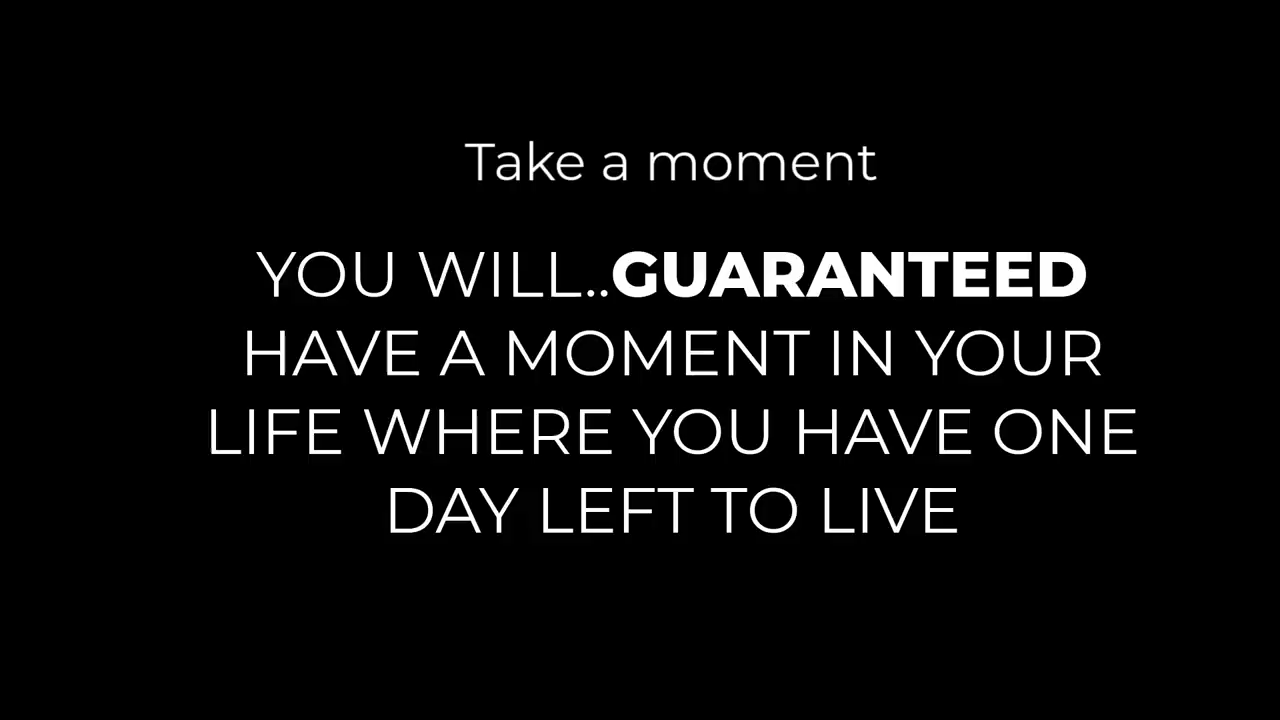 Take a moment
YOU WILL..GUARANTEED
HAVE A MOMENT IN YOUR
LIFE WHERE YOU HAVE ONE
DAY LEFT TO LIVE